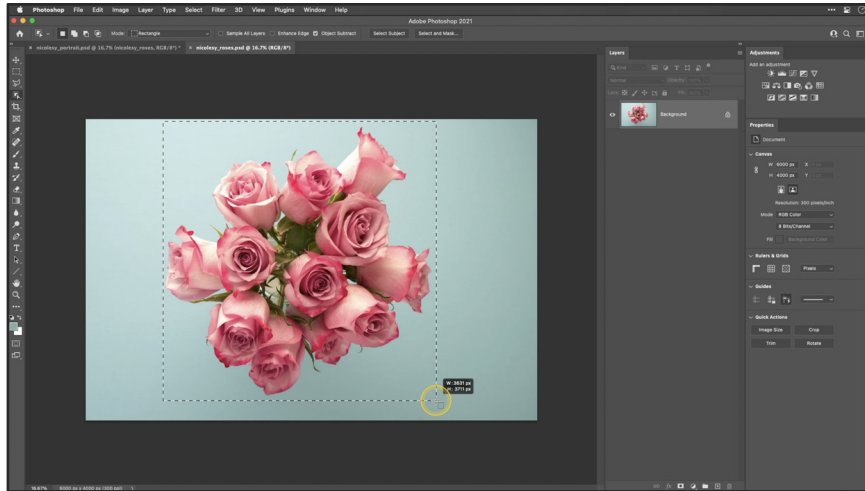 Photoshop File Edit Image Layer Type Select Filter 3D View Plugins Window Help
Adobe Photoshop 2021
Mode: Rectangle Sample All Layers Enhance Edge Object Subtract Select Subject Select and Mask...
nicolesy_portrait.psd @ 16.7% (nicolesy_roses, RGB/8*) * × nicolesy_roses.psd @ 16.7% (RGB/8*)
Layers
Kind
Normal Opacity:
Lock: Fill:
Background
W: 3631 px
H: 3711 px
Adjustments
Add an adjustment
Properties
Document
Canvas
W 6000 px X
H 4000 px Y
Resolution: 300 pixels/inch
Mode RGB Color
8 Bits/Channel
Fill Background Color
Rulers & Grids
Pixels
Guides
Quick Actions
Image Size Crop
Trim Rotate
16.67% 6000 px x 4000 px (300 ppi)